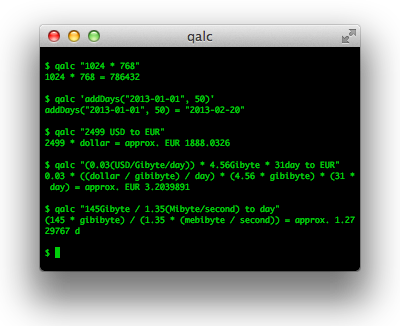 qalc
$ qalc "1024 * 768"
1024 * 768 = 786432
$ qalc 'addDays("2013-01-01", 50)'
addDays("2013-01-01", 50) = "2013-02-20"
$ qalc "2499 USD to EUR"
2499 * dollar = approx. EUR 1888.0326
$ qalc "(0.03(USD/Gibyte/day)) * 4.56Gibyte * 31day to EUR"
0.03 * ((dollar / gibibyte) / day) * (4.56 * gibibyte) * (31 *
day) = approx. EUR 3.2039891
$ qalc "145Gibyte / 1.35(Mibyte/second) to day"
(145 * gibibyte) / (1.35 * (mebibyte / second)) = approx. 1.27
29767 d
$